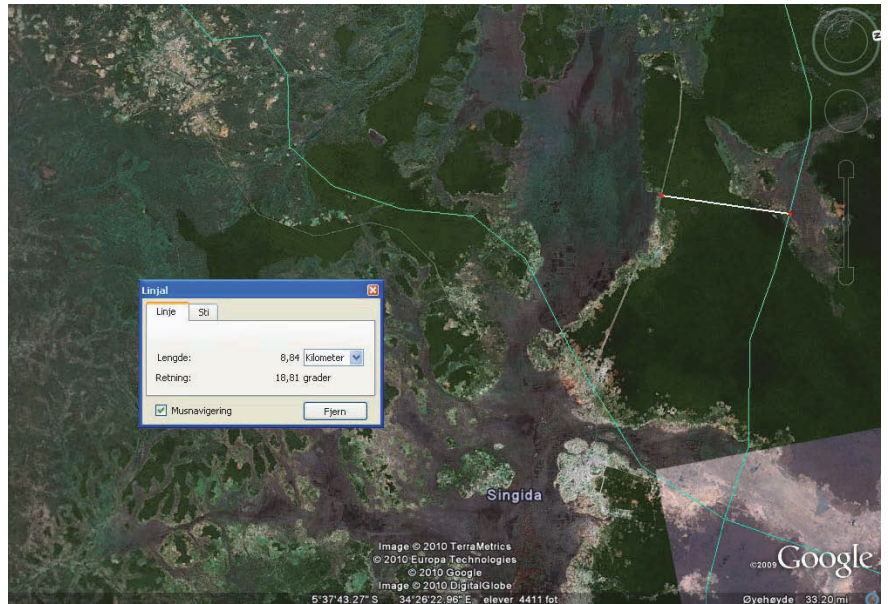 Linjal
Linje Sti
Lengde: 8,84 Kilometer
Retning: 18,81 grader
Musnavigering Fjern
Singida
Image © 2010 TerraMetrics
© 2010 Europa Technologies
© 2010 Google
Image © 2010 DigitalGlobe
©2009 Google
5°37'43.27" S 34°26'22.96" E elever 4411 fot Øyehøyde 33.20 mi